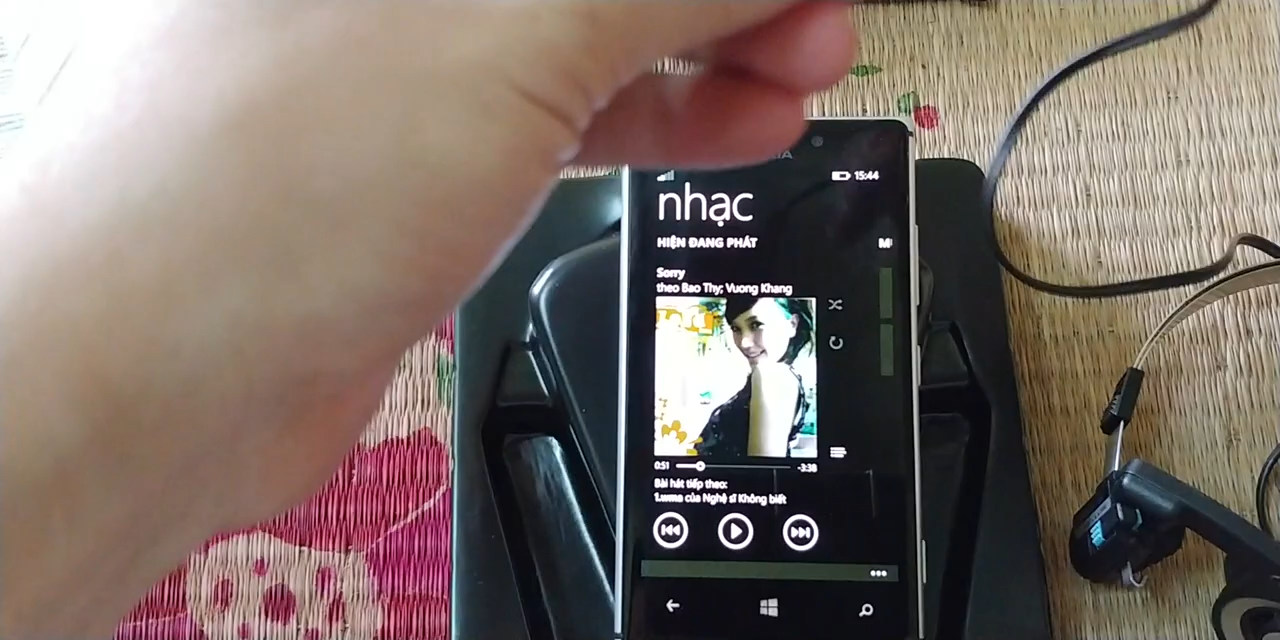 15:44
nhạc
HIỆN ĐANG PHÁT
Sorry
theo Bao Thy; Vuong Khang
0:51
-3:38
Bài hát tiếp theo:
1.wma của Nghệ sĩ Không biết